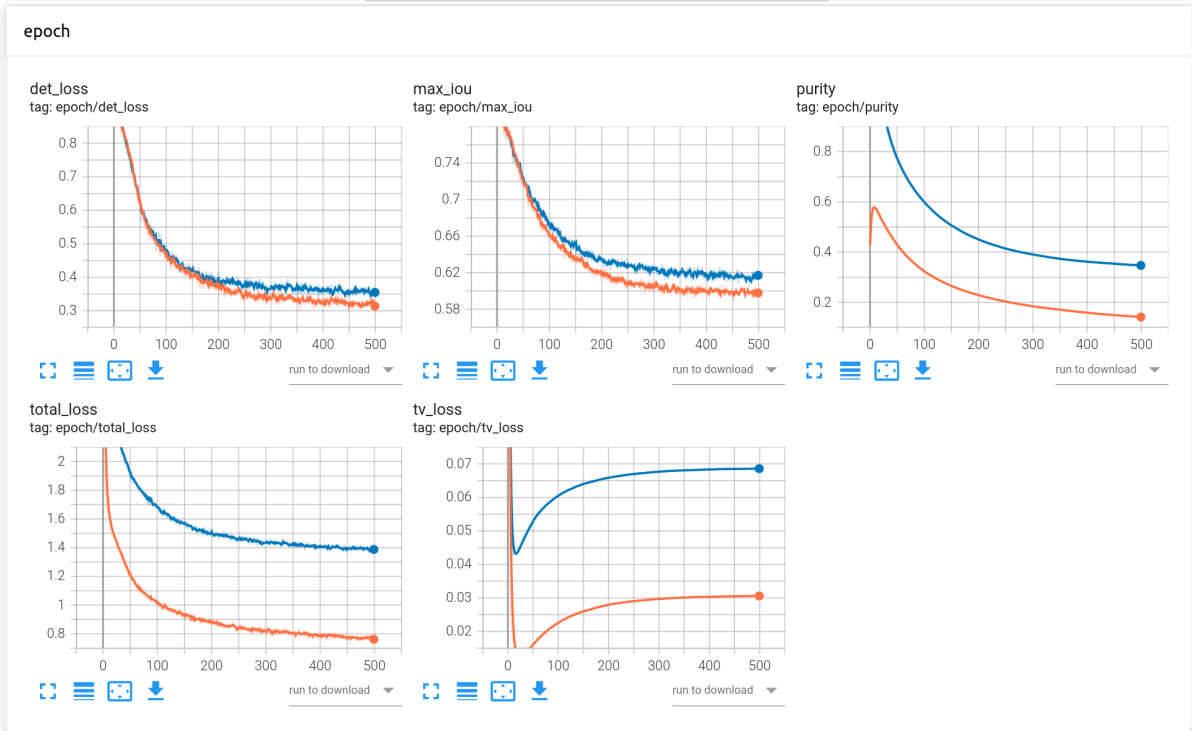 epoch
det_loss
tag: epoch/det_loss
0.8
0.7
0.6
0.5
0.4
0.3
0 100 200 300 400 500
run to download
max_iou
tag: epoch/max_iou
0.74
0.7
0.66
0.62
0.58
0 100 200 300 400 500
run to download
purity
tag: epoch/purity
0.8
0.6
0.4
0.2
0 100 200 300 400 500
run to download
total_loss
tag: epoch/total_loss
2
1.8
1.6
1.4
1.2
1
0.8
0 100 200 300 400 500
run to download
tv_loss
tag: epoch/tv_loss
0.07
0.06
0.05
0.04
0.03
0.02
0 100 200 300 400 500
run to download